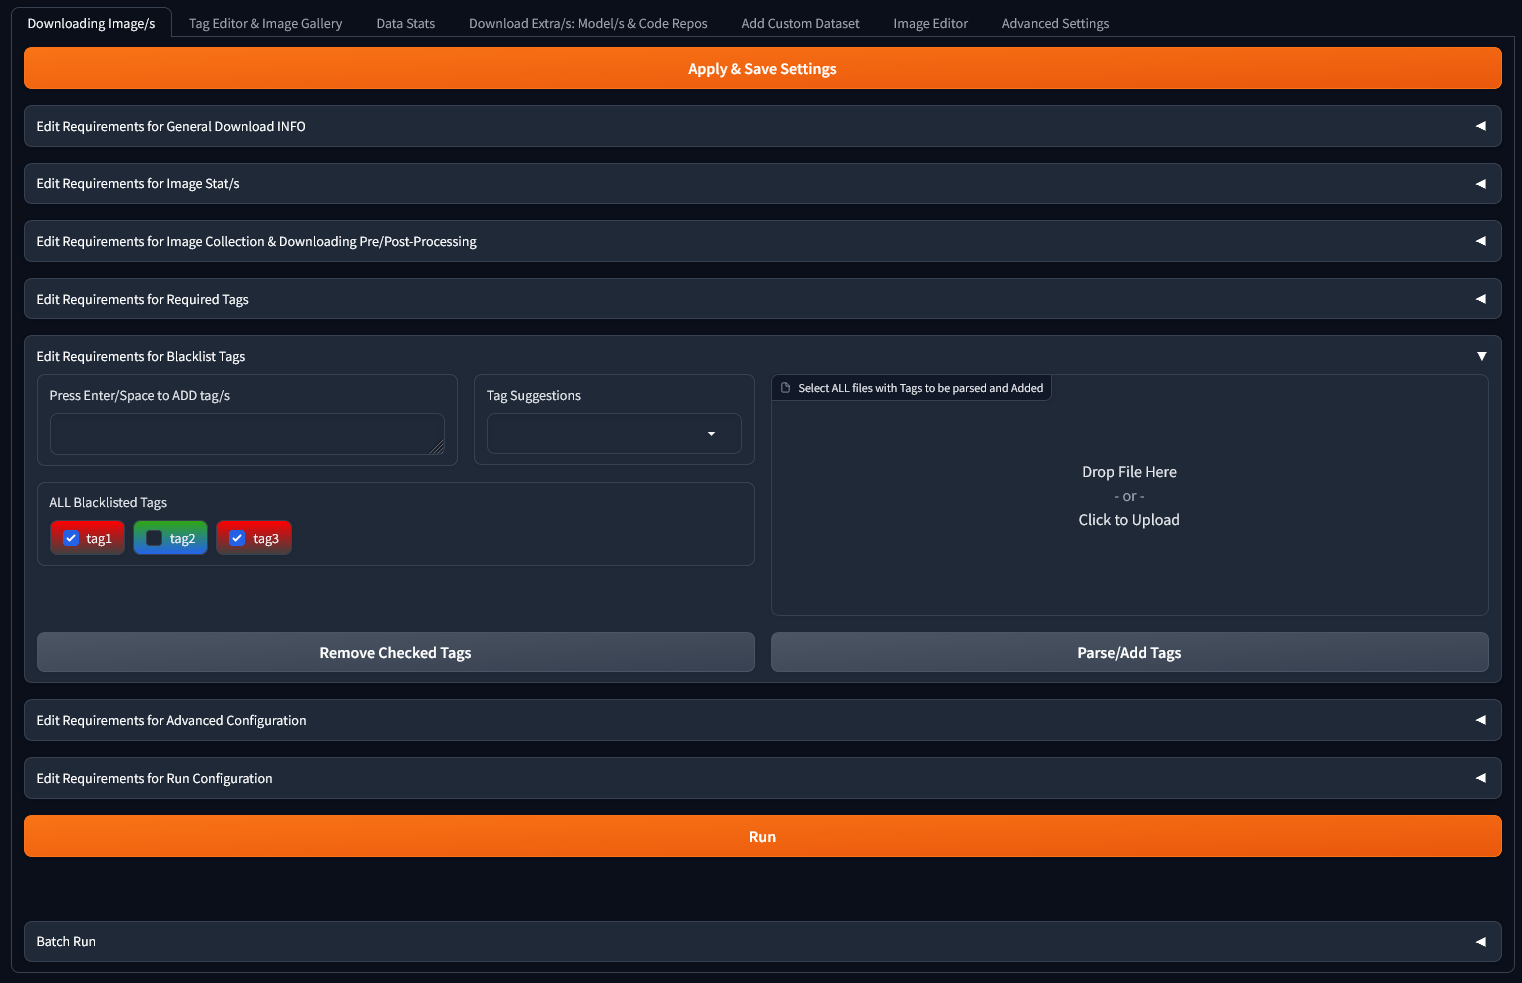 Downloading Image/s
Tag Editor & Image Gallery
Data Stats
Download Extra/s: Model/s & Code Repos
Add Custom Dataset
Image Editor
Advanced Settings
Apply & Save Settings
Edit Requirements for General Download INFO
Edit Requirements for Image Stat/s
Edit Requirements for Image Collection & Downloading Pre/Post-Processing
Edit Requirements for Required Tags
Edit Requirements for Blacklist Tags
Press Enter/Space to ADD tag/s
Tag Suggestions
Select ALL files with Tags to be parsed and Added
Drop File Here
- or -
Click to Upload
ALL Blacklisted Tags
tag1
tag2
tag3
Remove Checked Tags
Parse/Add Tags
Edit Requirements for Advanced Configuration
Edit Requirements for Run Configuration
Run
Batch Run